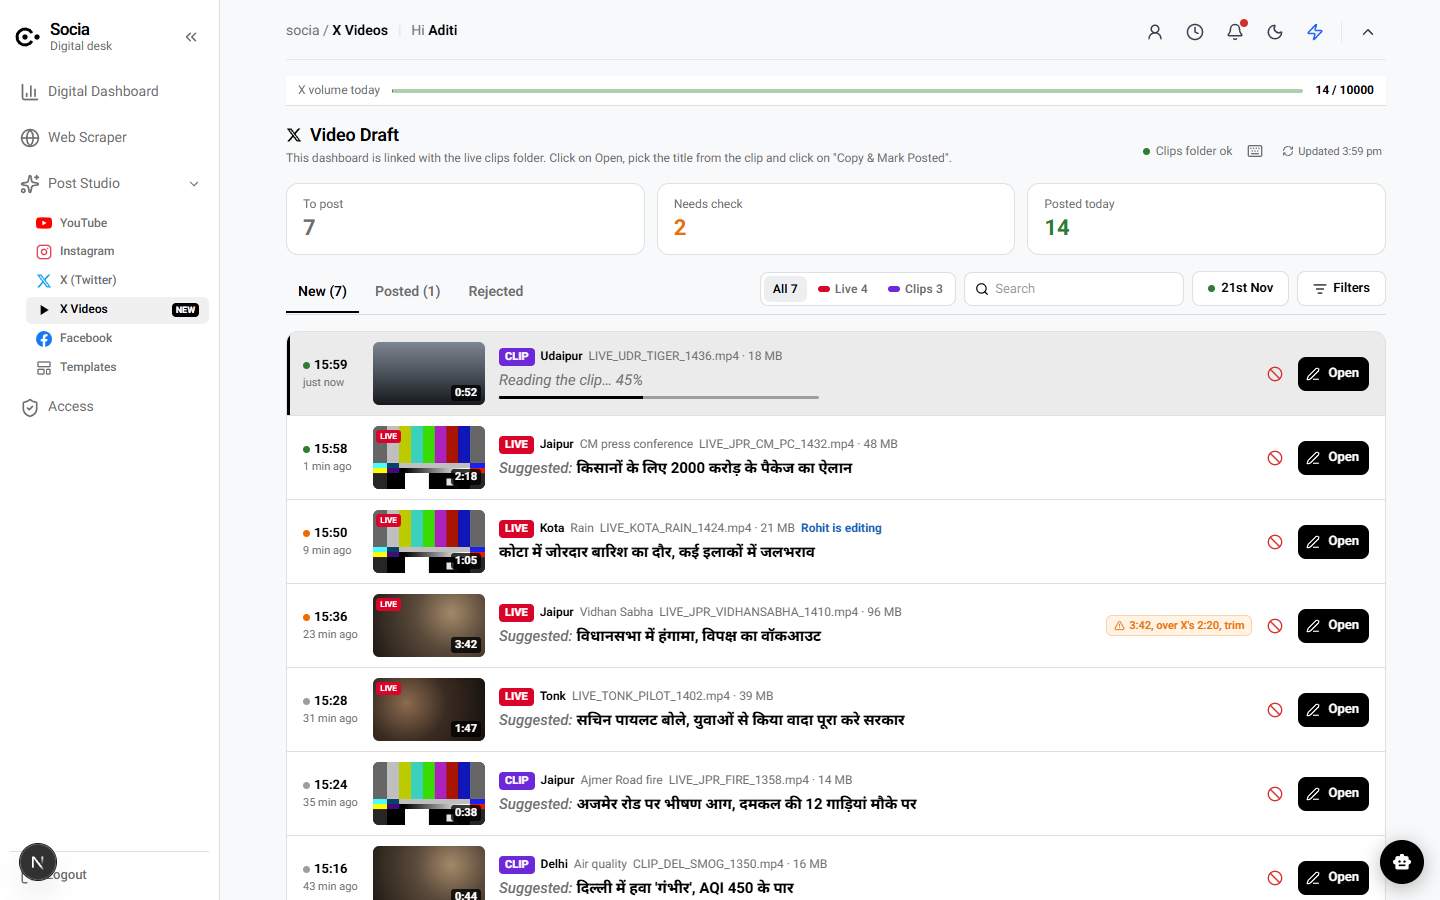 Socia
Digital desk
Digital Dashboard
Web Scraper
Post Studio
YouTube
Instagram
X (Twitter)
X Videos NEW
Facebook
Templates
Access
N
Logout
socia / X Videos Hi Aditi
X volume today 14 / 10000
X Video Draft
This dashboard is linked with the live clips folder. Click on Open, pick the title from the clip and click on "Copy & Mark Posted".
Clips folder ok Updated 3:59 pm
To post
7
Needs check
2
Posted today
14
New (7) Posted (1) Rejected
All 7 Live 4 Clips 3 Search 21st Nov Filters
15:59
just now
0:52
CLIP Udaipur LIVE_UDR_TIGER_1436.mp4 · 18 MB
Reading the clip... 45%
Open
15:58
1 min ago
LIVE
2:18
LIVE Jaipur CM press conference LIVE_JPR_CM_PC_1432.mp4 · 48 MB
Suggested: किसानों के लिए 2000 करोड़ के पैकेज का ऐलान
Open
15:50
9 min ago
LIVE
1:05
LIVE Kota Rain LIVE_KOTA_RAIN_1424.mp4 · 21 MB Rohit is editing
कोटा में जोरदार बारिश का दौर, कई इलाकों में जलभराव
Open
15:36
23 min ago
LIVE
3:42
LIVE Jaipur Vidhan Sabha LIVE_JPR_VIDHANSABHA_1410.mp4 · 96 MB
Suggested: विधानसभा में हंगामा, विपक्ष का वॉकआउट
3:42, over X's 2:20, trim
Open
15:28
31 min ago
LIVE
1:47
LIVE Tonk LIVE_TONK_PILOT_1402.mp4 · 39 MB
Suggested: सचिन पायलट बोले, युवाओं से किया वादा पूरा करे सरकार
Open
15:24
35 min ago
0:38
CLIP Jaipur Ajmer Road fire LIVE_JPR_FIRE_1358.mp4 · 14 MB
Suggested: अजमेर रोड पर भीषण आग, दमकल की 12 गाड़ियां मौके पर
Open
15:16
43 min ago
0:44
CLIP Delhi Air quality CLIP_DEL_SMOG_1350.mp4 · 16 MB
Suggested: दिल्ली में हवा 'गंभीर', AQI 450 के पार
Open